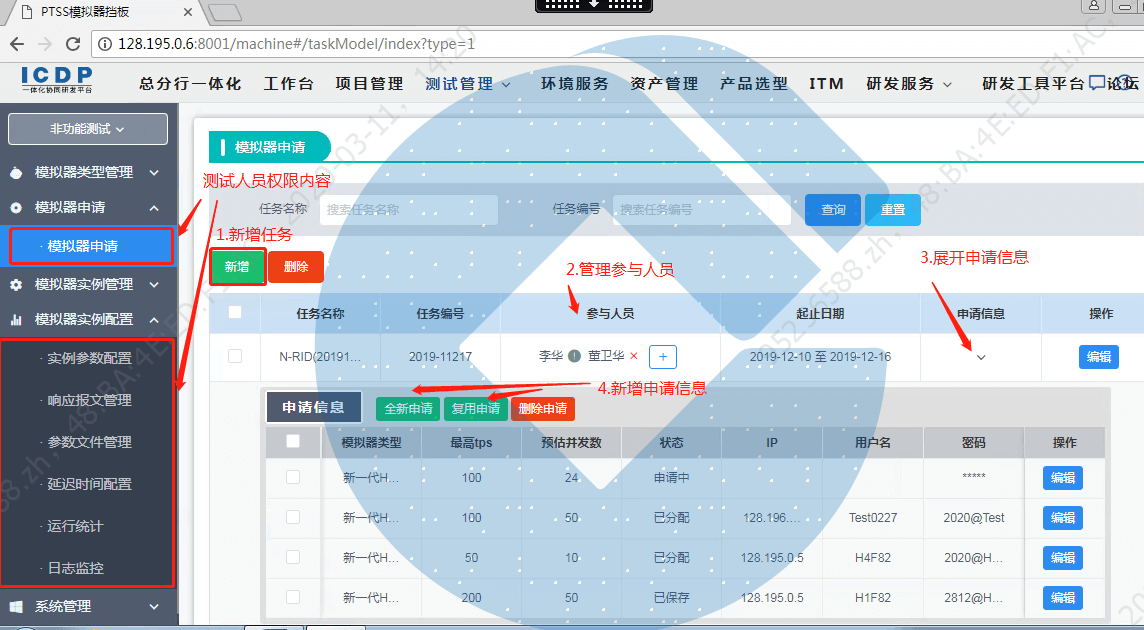 PTSS模拟器挡板
128.195.0.6:8001/machine#/taskModel/index?type=1
ICDP
一体化协同研发平台
总分行一体化 工作台 项目管理 测试管理 环境服务 资产管理 产品选型 ITM 研发服务 研发工具平台 论坛
非功能测试
模拟器类型管理
模拟器申请
· 模拟器申请
模拟器实例管理
模拟器实例配置
· 实例参数配置
· 响应报文管理
· 参数文件管理
· 延迟时间配置
· 运行统计
· 日志监控
系统管理
模拟器申请
测试人员权限内容
任务名称 搜索任务名称 任务编号 搜索任务编号 查询 重置
1.新增任务
新增 删除
2.管理参与人员
3.展开申请信息
任务名称 任务编号 参与人员 起止日期 申请信息 操作
N-RID(20191... 2019-11217 李华 董卫华 × + 2019-12-10 至 2019-12-16 编辑
4.新增申请信息
申请信息 全新申请 复用申请 删除申请
模拟器类型 最高tps 预估并发数 状态 IP 用户名 密码 操作
新一代H... 100 24 申请中 ***** 编辑
新一代H... 100 50 已分配 128.196.... Test0227 2020@Test 编辑
新一代H... 50 10 已分配 128.195.0.5 H4F82 2020@H... 编辑
新一代H... 200 50 已保存 128.195.0.5 H1F82 2812@H... 编辑